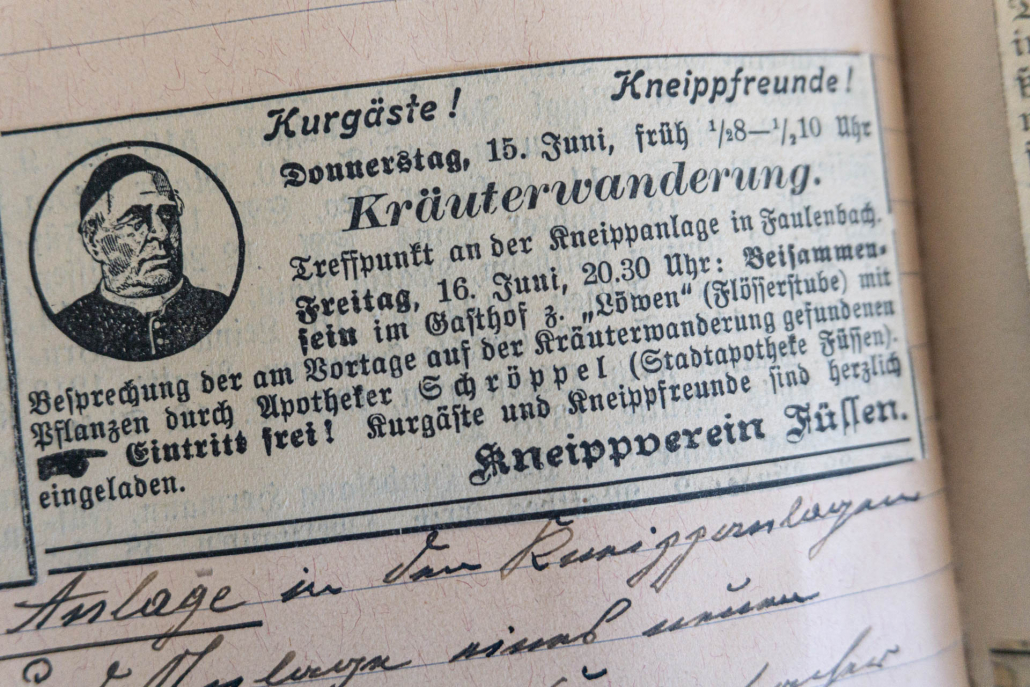 Kurgäste! Kneippfreunde!
Donnerstag, 15. Juni, früh ½8—½10 Uhr
Kräuterwanderung.
Treffpunkt an der Kneippanlage in Faulenbach.
Freitag, 16. Juni, 20.30 Uhr: Beisammen-
sein im Gasthof z. „Löwen“ (Flösserstube) mit
Besprechung der am Vortage auf der Kräuterwanderung gefundenen
Pflanzen durch Apotheker Schröppel (Stadtapotheke Füssen).
Eintritt frei! Kurgäste und Kneippfreunde sind herzlich
eingeladen.
Kneippverein Füssen.
Anlage in den Kneippanlagen
Anlage eines neuen